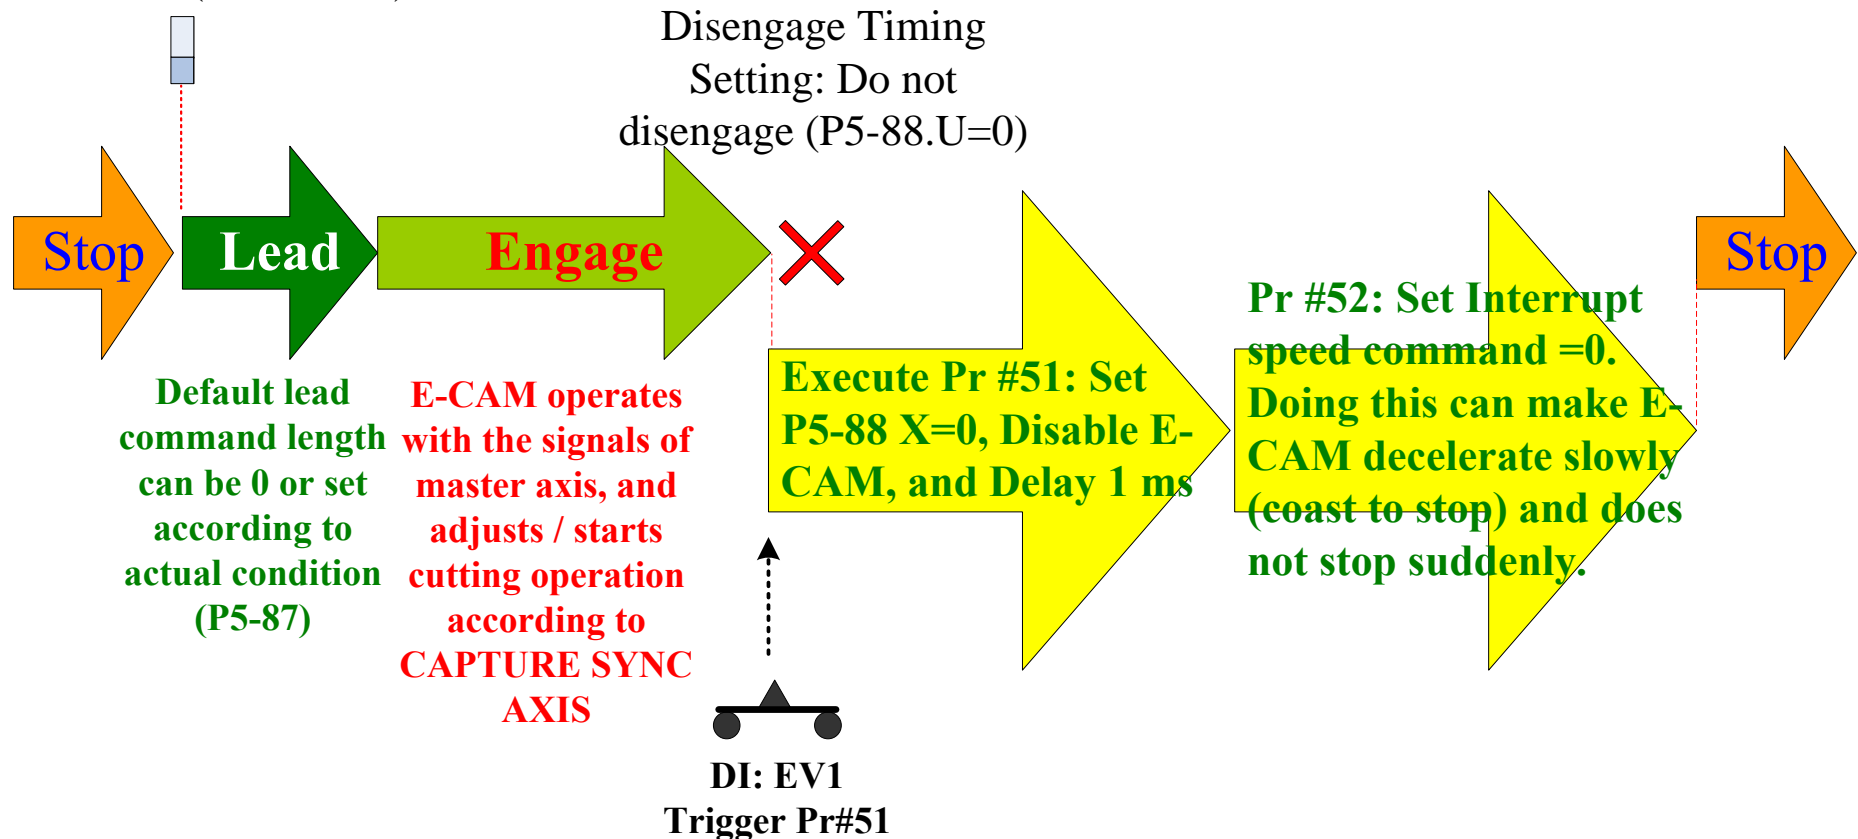 Disengage Timing
Setting: Do not
disengage (P5-88.U=0)
Stop
Lead
Engage
Stop
Default lead
command length
can be 0 or set
according to
actual condition
(P5-87)
E-CAM operates
with the signals of
master axis, and
adjusts / starts
cutting operation
according to
CAPTURE SYNC
AXIS
Execute Pr #51: Set
P5-88 X=0, Disable E-
CAM, and Delay 1 ms
Pr #52: Set Interrupt
speed command =0.
Doing this can make E-
CAM decelerate slowly
(coast to stop) and does
not stop suddenly.
DI: EV1
Trigger Pr#51